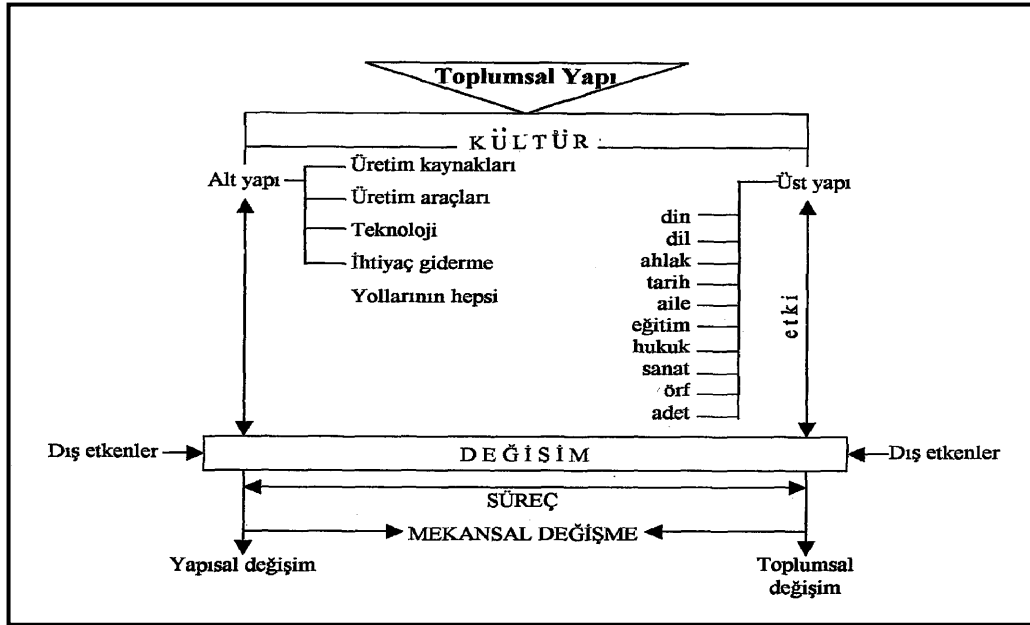 Toplumsal Yapı
KÜLTÜR
Alt yapı
Üretim kaynakları
Üretim araçları
Teknoloji
İhtiyaç giderme
Yollarının hepsi
Üst yapı
din
dil
ahlak
tarih
aile
eğitim
hukuk
sanat
örf
adet
etki
Dış etkenler
DEĞİŞİM
Dış etkenler
SÜREÇ
MEKANSAL DEĞİŞME
Yapısal değişim
Toplumsal
değişim